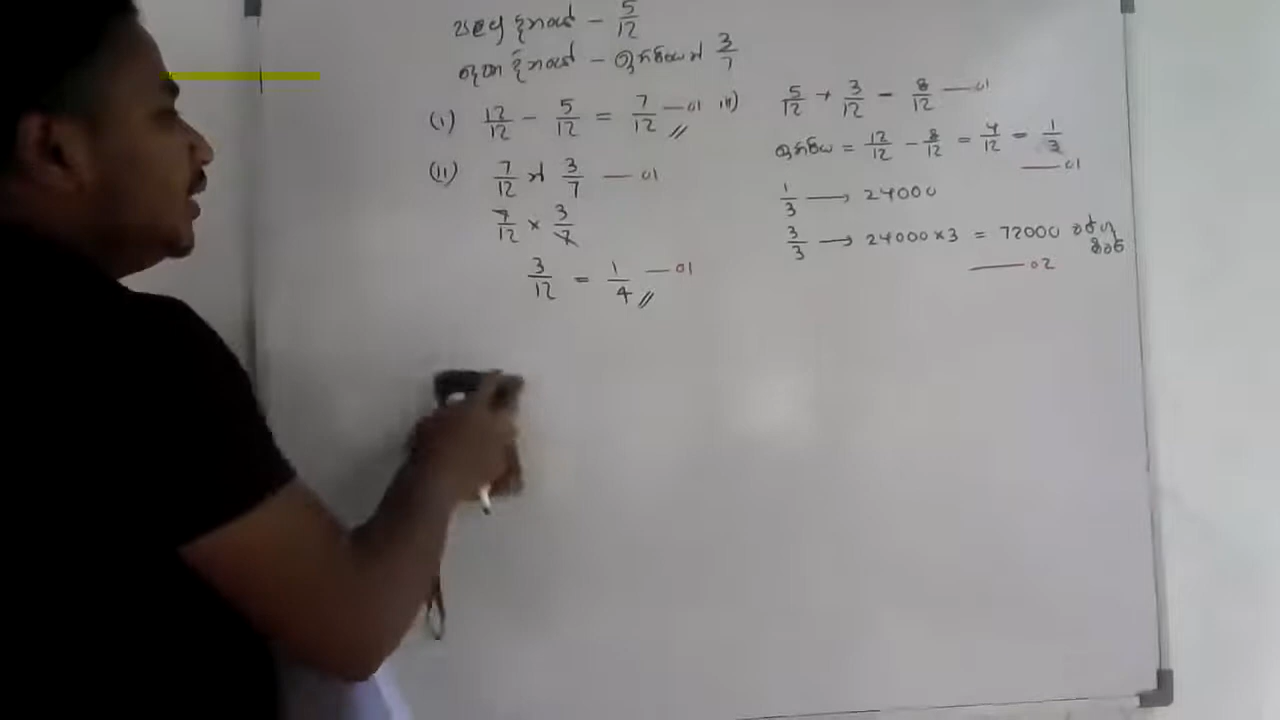 පළමු දිනයේ - 5/12
දෙවන දිනයේ - ඉතිරියෙන් 3/7
(I) 12/12 - 5/12 = 7/12 — 01
(II) 7/12 න් 3/7 — 01
7/12 × 3/7
3/12 = 1/4 — 01
III) 5/12 + 3/12 - 8/12 — 01
ඉතිරිය = 12/12 - 8/12 = 4/12 = 1/3
— 01
1/3 → 24000
3/3 → 24000×3 = 72000
— 02